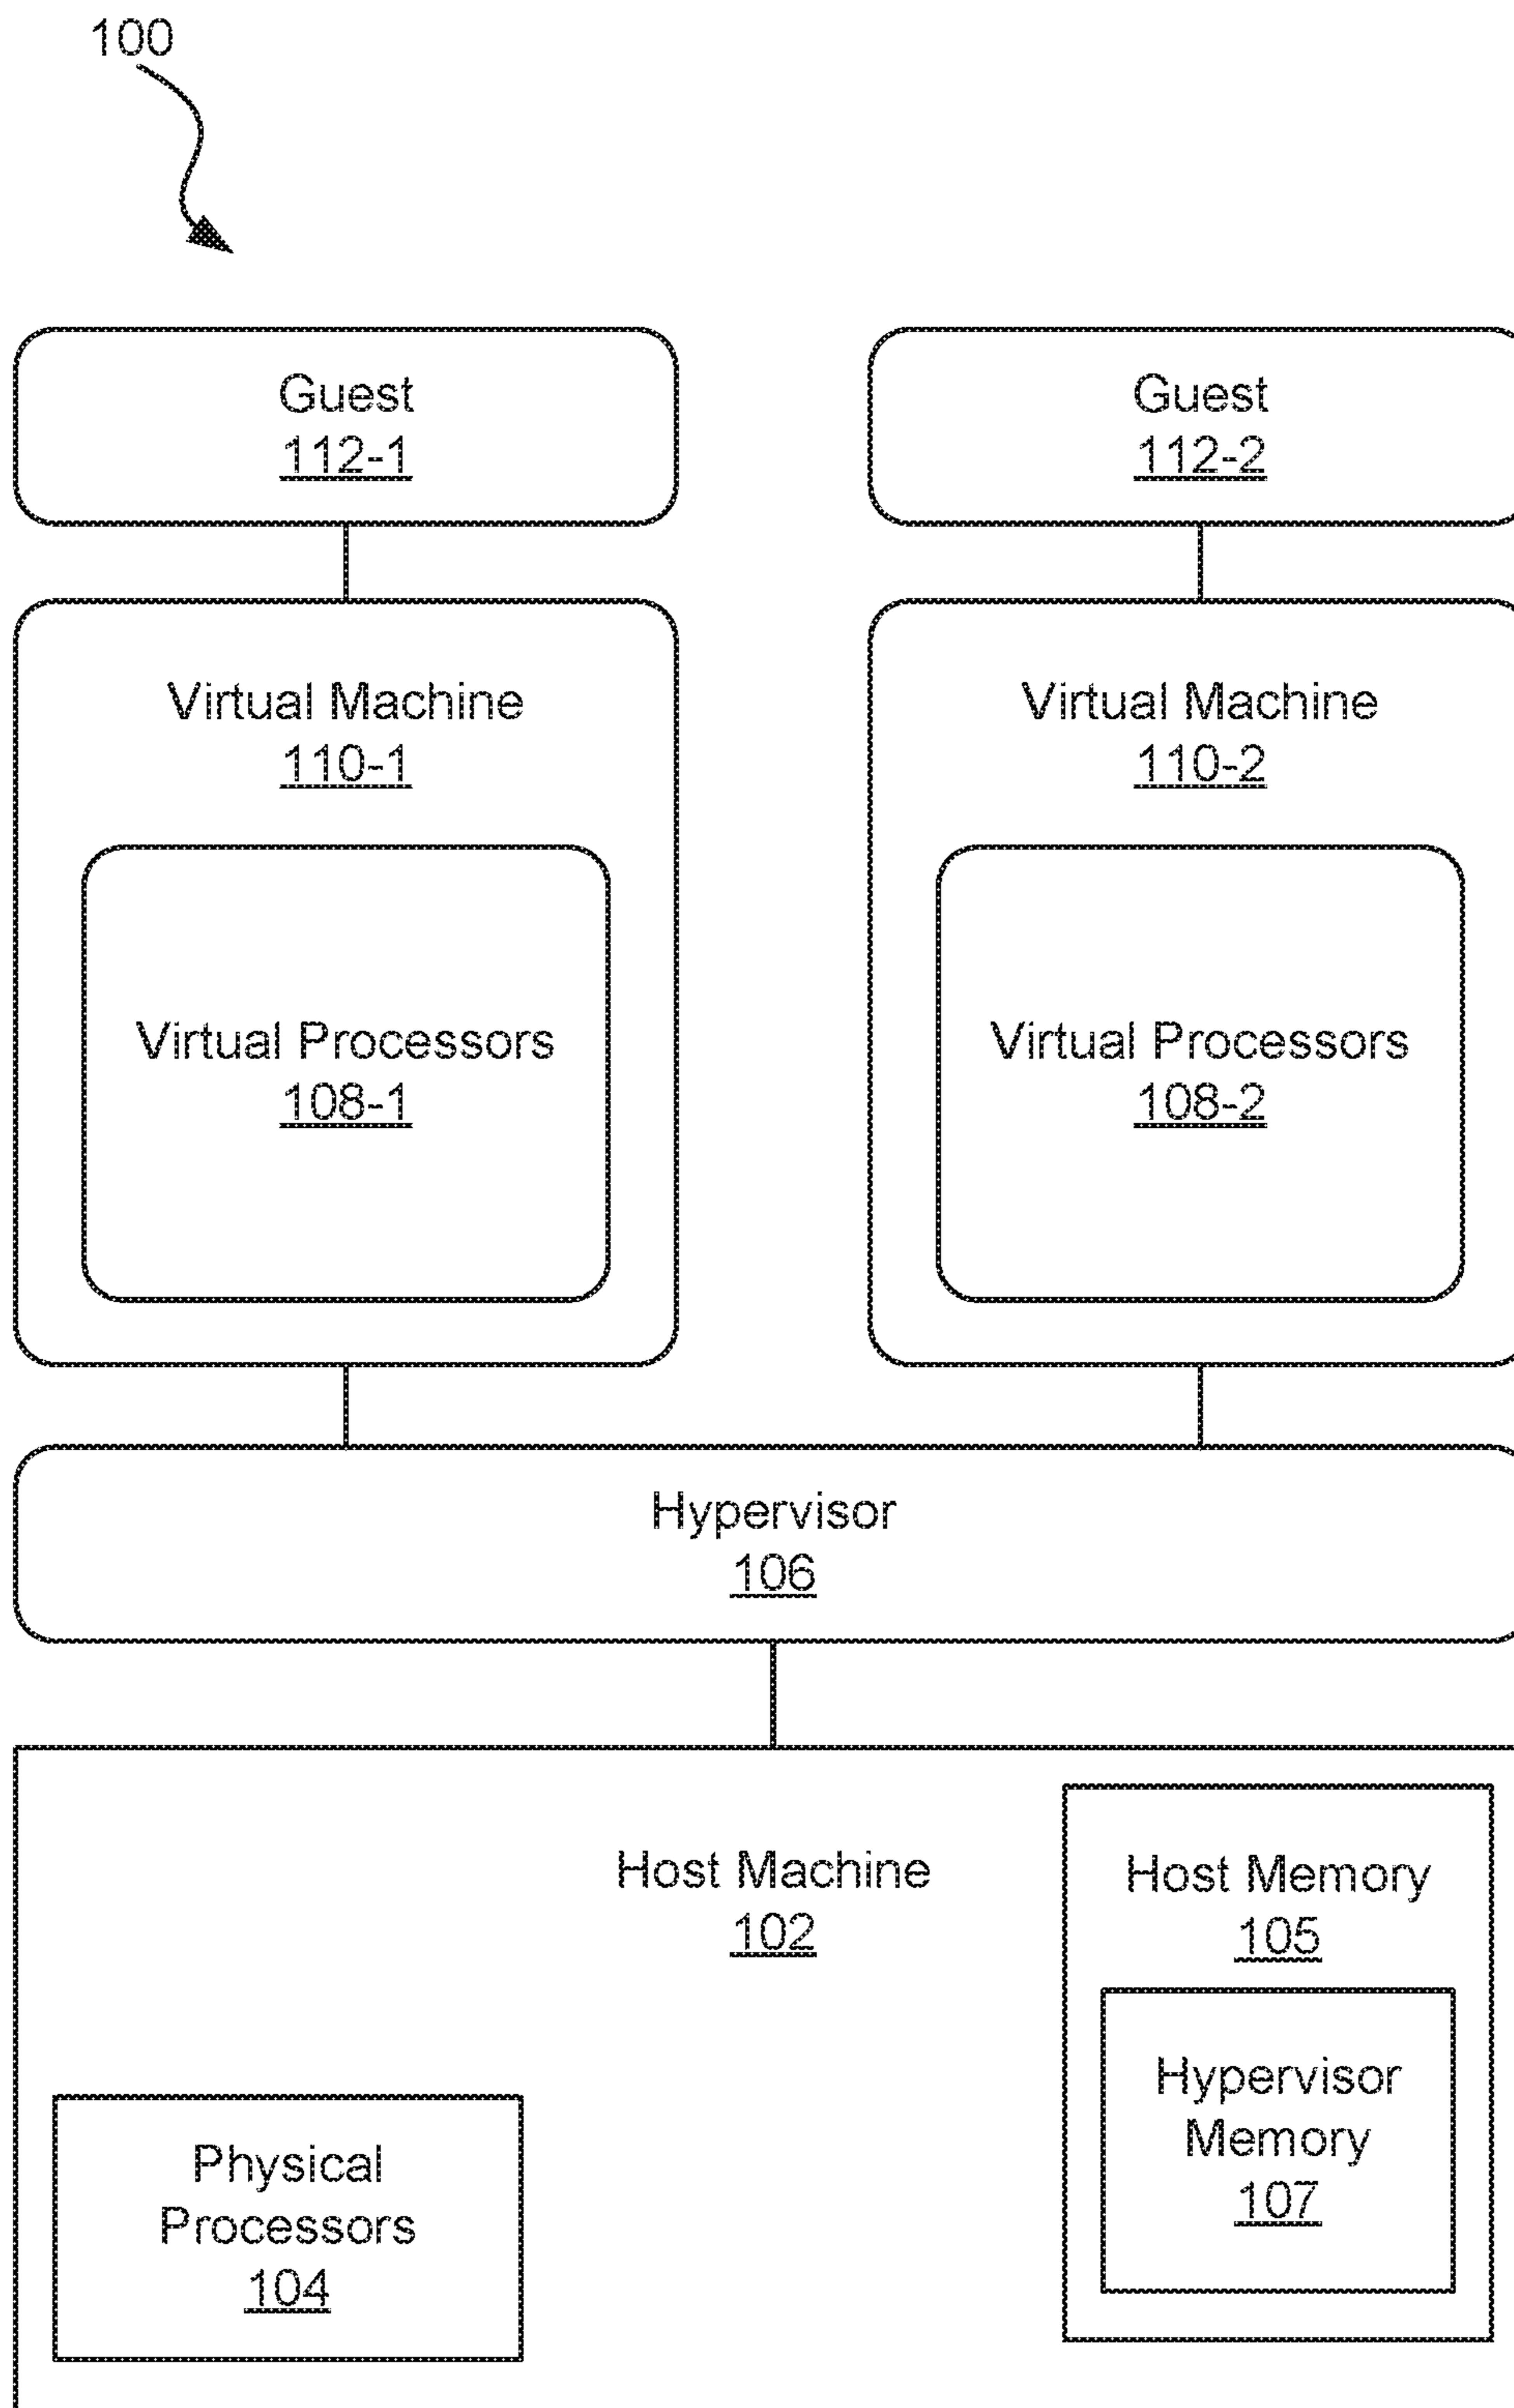 100
Guest
112-1
Guest
112-2
Virtual Machine
110-1
Virtual Machine
110-2
Virtual Processors
108-1
Virtual Processors
108-2
Hypervisor
106
Host Machine
102
Host Memory
105
Hypervisor
Memory
107
Physical
Processors
104